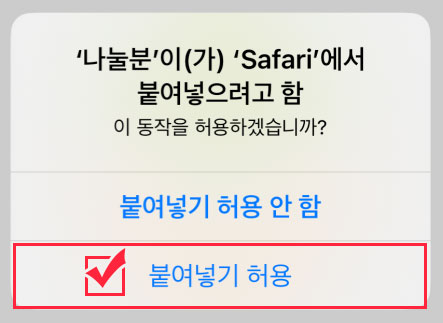 ‘나눌분’이(가) ‘Safari’에서
붙여넣으려고 함
이 동작을 허용하겠습니까?
붙여넣기 허용 안 함
붙여넣기 허용